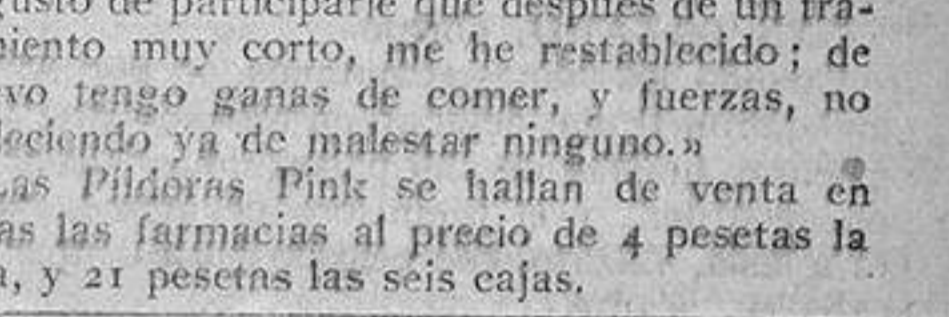 gusto de participarle que después de un tra-
iento muy corto, me he restablecido; de
vo tengo ganas de comer, y fuerzas, no
deciendo ya de malestar ninguno.»
Las Píldoras Pink se hallan de venta en
as las farmacias al precio de 4 pesetas la
a, y 21 pesetas las seis cajas.